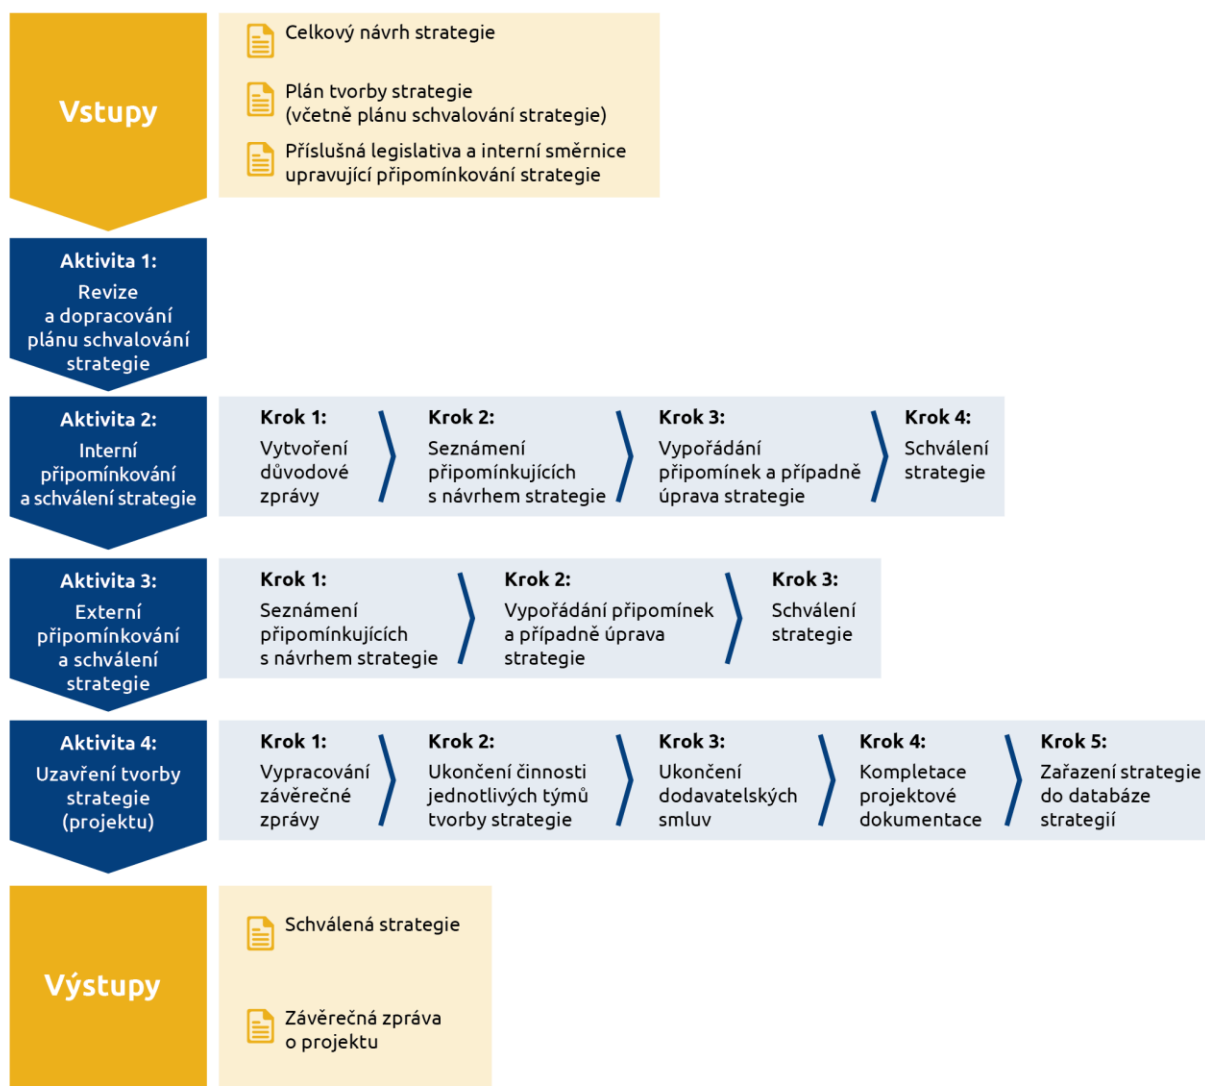 Vstupy
Celkový návrh strategie
Plán tvorby strategie
(včetně plánu schvalování strategie)
Příslušná legislativa a interní směrnice
upravující připomínkování strategie
Aktivita 1:
Revize
a dopracování
plánu schvalování
strategie
Aktivita 2:
Interní
připomínkování
a schválení strategie
Krok 1:
Vytvoření
důvodové
zprávy
Krok 2:
Seznámení
připomínkujících
s návrhem strategie
Krok 3:
Vypořádání
připomínek a případně
úprava strategie
Krok 4:
Schválení
strategie
Aktivita 3:
Externí
připomínkování
a schválení
strategie
Krok 1:
Seznámení
připomínkujících
s návrhem strategie
Krok 2:
Vypořádání připomínek
a případně úprava
strategie
Krok 3:
Schválení
strategie
Aktivita 4:
Uzavření tvorby
strategie
(projektu)
Krok 1:
Vypracování
závěrečné
zprávy
Krok 2:
Ukončení činnosti
jednotlivých týmů
tvorby strategie
Krok 3:
Ukončení
dodavatelských
smluv
Krok 4:
Kompletace
projektové
dokumentace
Krok 5:
Zařazení strategie
do databáze
strategií
Výstupy
Schválená strategie
Závěrečná zpráva
o projektu